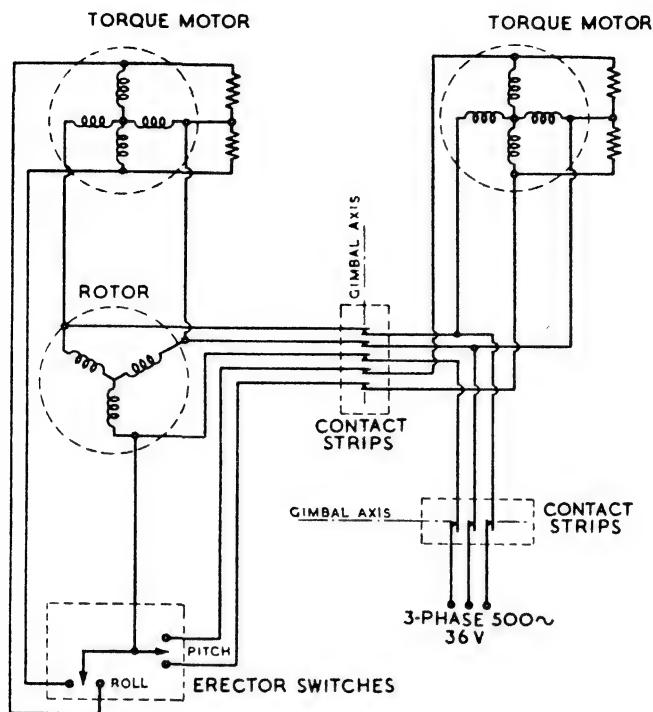 TORQUE MOTOR
TORQUE MOTOR
GIMBAL AXIS
ROTOR
CONTACT
STRIPS
GIMBAL AXIS
CONTACT
STRIPS
3-PHASE 500~
36V
PITCH
ROLL
ERECTOR SWITCHES